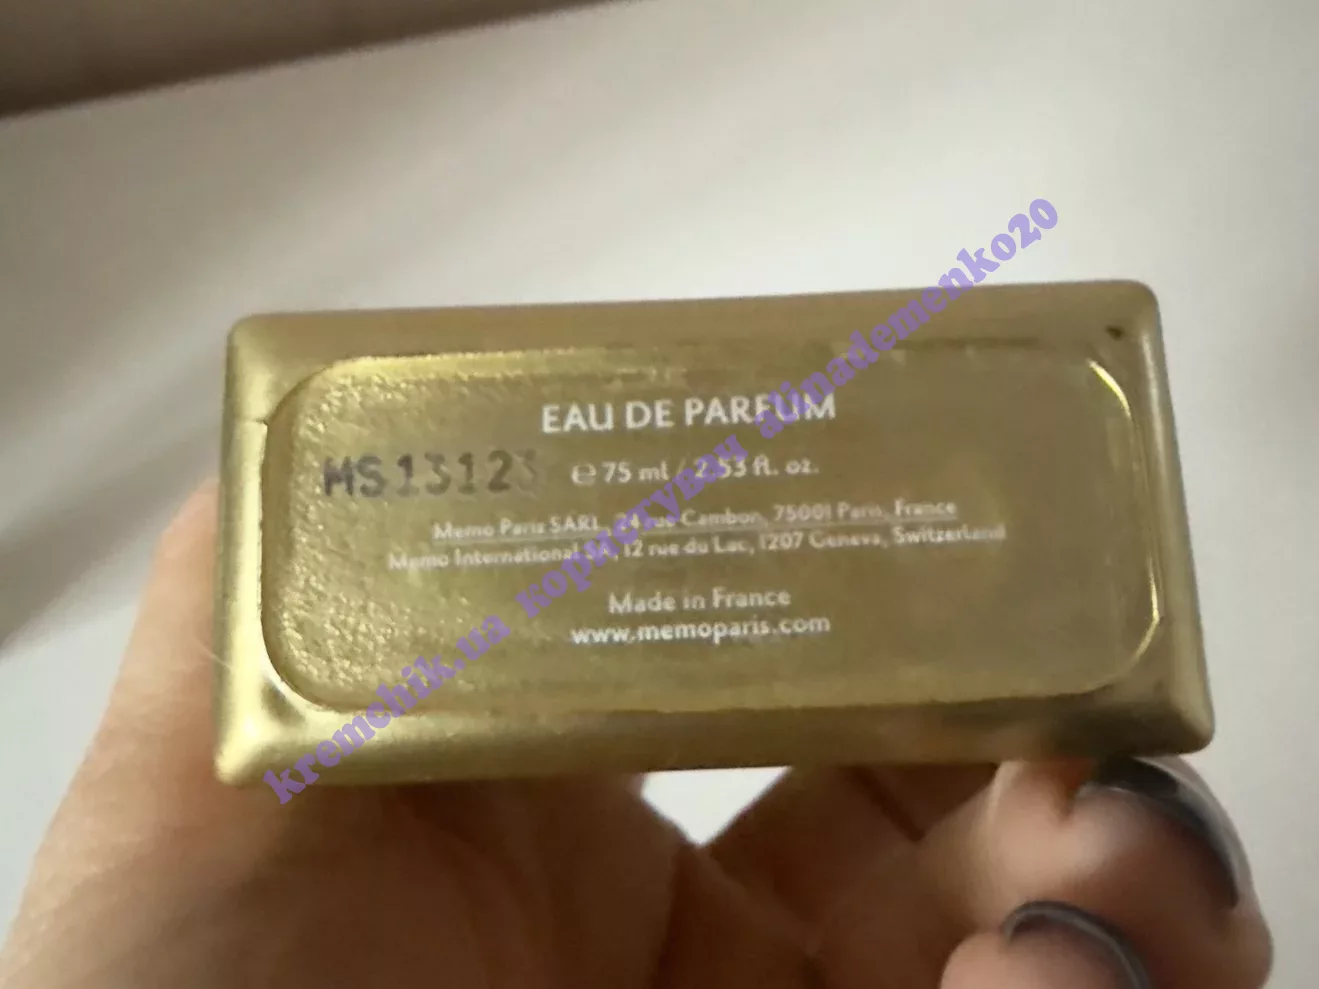 EAU DE PARFUM
MS13123
℮ 75 ml / 2.53 fl. oz.
Memo Paris SARL, 24 rue Cambon, 75001 Paris, France
Memo International SA, 12 rue du Lac, 1207 Geneva, Switzerland
Made in France
www.memoparis.com
kremchik.ua користувач alinademenko20